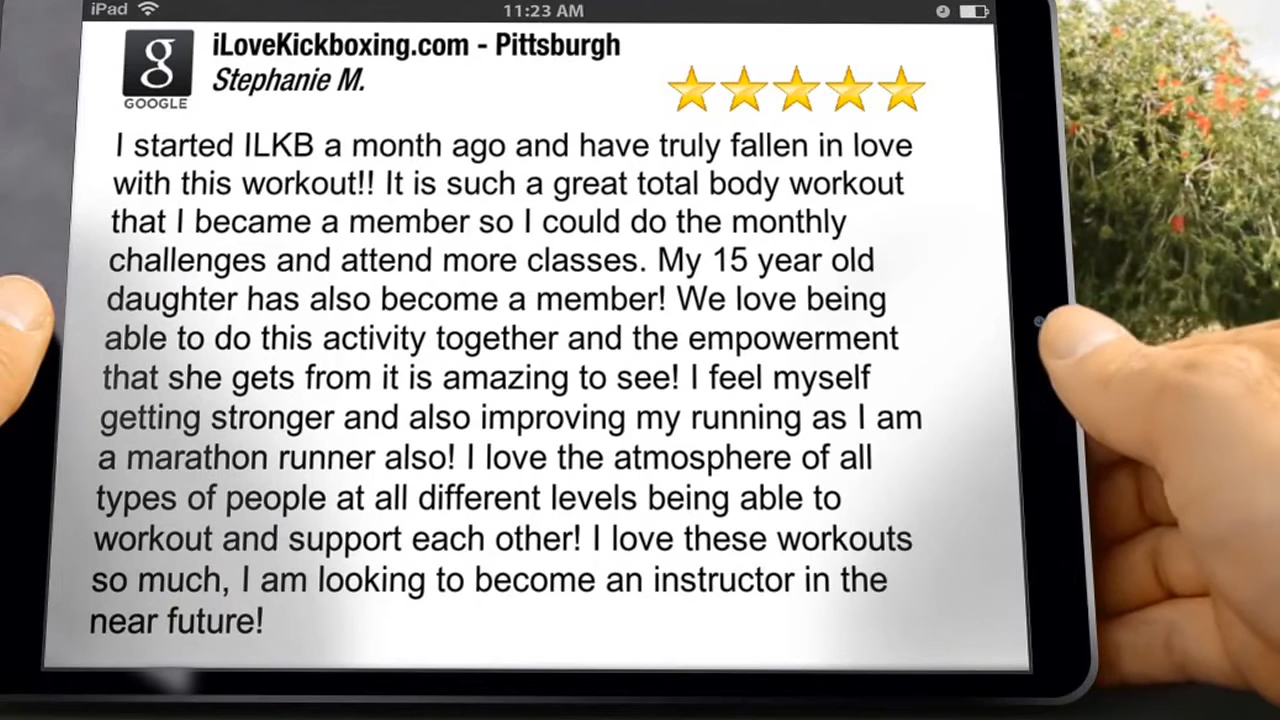 iPad 11:23 AM
g iLoveKickboxing.com - Pittsburgh
Stephanie M.
GOOGLE
I started ILKB a month ago and have truly fallen in love
with this workout!! It is such a great total body workout
that I became a member so I could do the monthly
challenges and attend more classes. My 15 year old
daughter has also become a member! We love being
able to do this activity together and the empowerment
that she gets from it is amazing to see! I feel myself
getting stronger and also improving my running as I am
a marathon runner also! I love the atmosphere of all
types of people at all different levels being able to
workout and support each other! I love these workouts
so much, I am looking to become an instructor in the
near future!